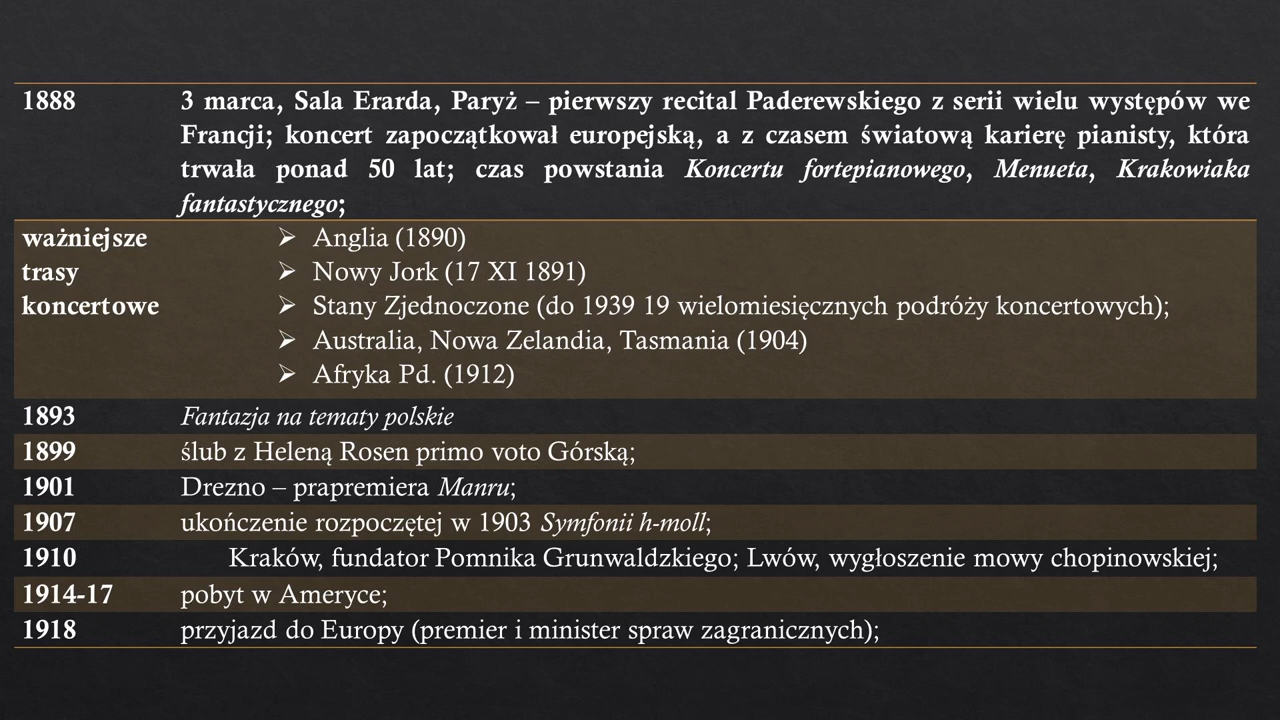 1888 3 marca, Sala Erarda, Paryż – pierwszy recital Paderewskiego z serii wielu występów we
Francji; koncert zapoczątkował europejską, a z czasem światową karierę pianisty, która
trwała ponad 50 lat; czas powstania Koncertu fortepianowego, Menueta, Krakowiaka
fantastycznego;
ważniejsze
trasy
koncertowe
➢ Anglia (1890)
➢ Nowy Jork (17 XI 1891)
➢ Stany Zjednoczone (do 1939 19 wielomiesięcznych podróży koncertowych);
➢ Australia, Nowa Zelandia, Tasmania (1904)
➢ Afryka Pd. (1912)
1893 Fantazja na tematy polskie
1899 ślub z Heleną Rosen primo voto Górską;
1901 Drezno – prapremiera Manru;
1907 ukończenie rozpoczętej w 1903 Symfonii h-moll;
1910 Kraków, fundator Pomnika Grunwaldzkiego; Lwów, wygłoszenie mowy chopinowskiej;
1914-17 pobyt w Ameryce;
1918 przyjazd do Europy (premier i minister spraw zagranicznych);